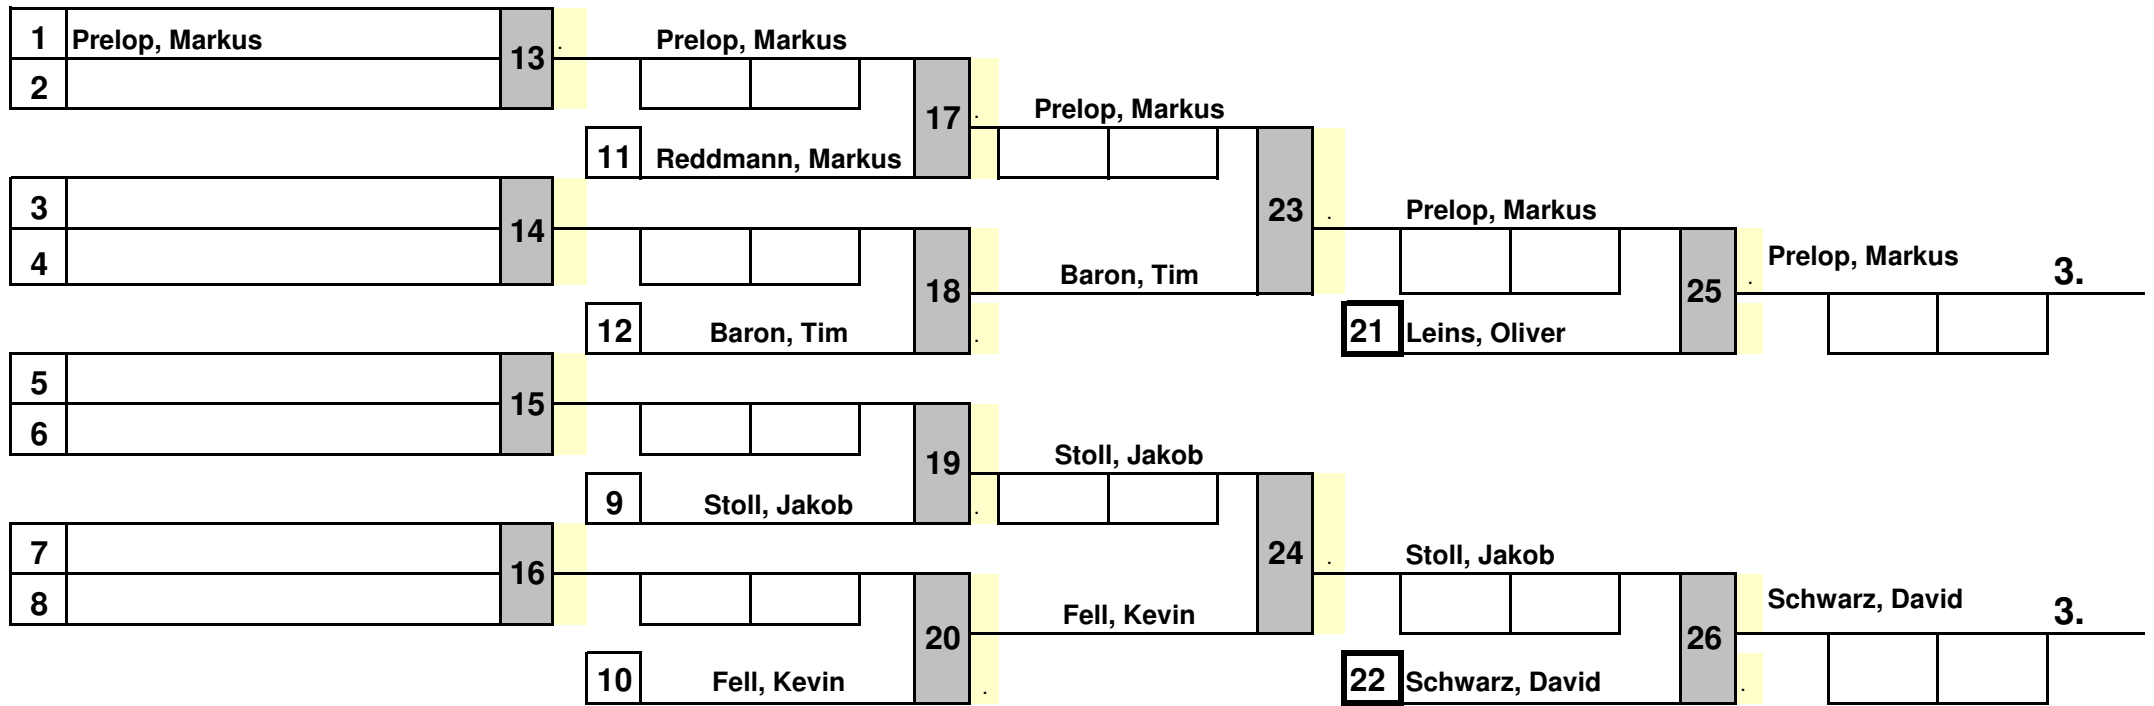 1 Prelop, Markus 13 . Prelop, Markus
2
17 . Prelop, Markus
11 Reddmann, Markus
3
14
23 . Prelop, Markus
4
18 Baron, Tim
25 . Prelop, Markus 3.
12 Baron, Tim .
21 Leins, Oliver
5
15
6
19 Stoll, Jakob
9 Stoll, Jakob .
7
16
24 . Stoll, Jakob
8
20 Fell, Kevin
26 Schwarz, David 3.
10 Fell, Kevin .
22 Schwarz, David .